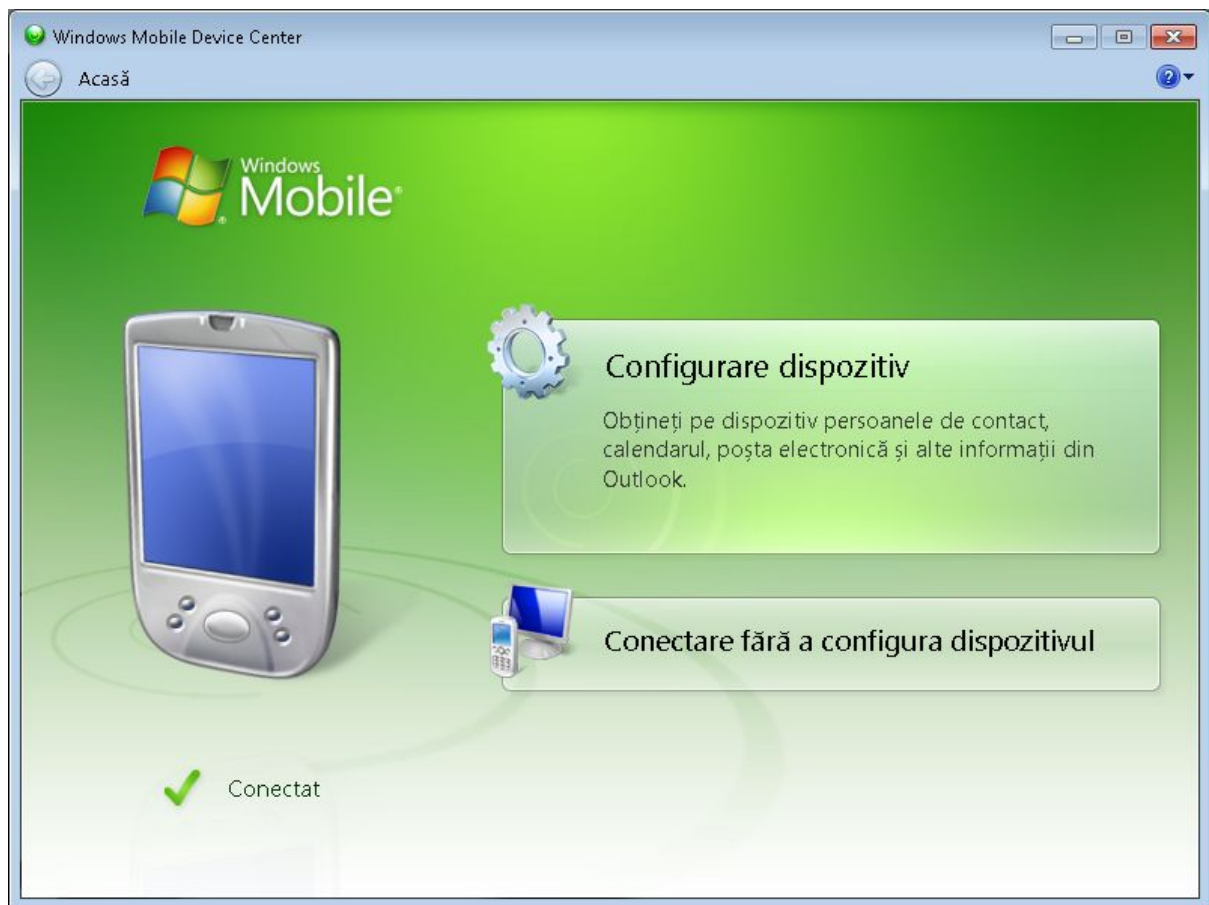 Windows Mobile Device Center
Acasă
Windows
Mobile®
Configurare dispozitiv
Obțineți pe dispozitiv persoanele de contact,
calendarul, poșta electronică și alte informații din
Outlook.
Conectare fără a configura dispozitivul
Conectat